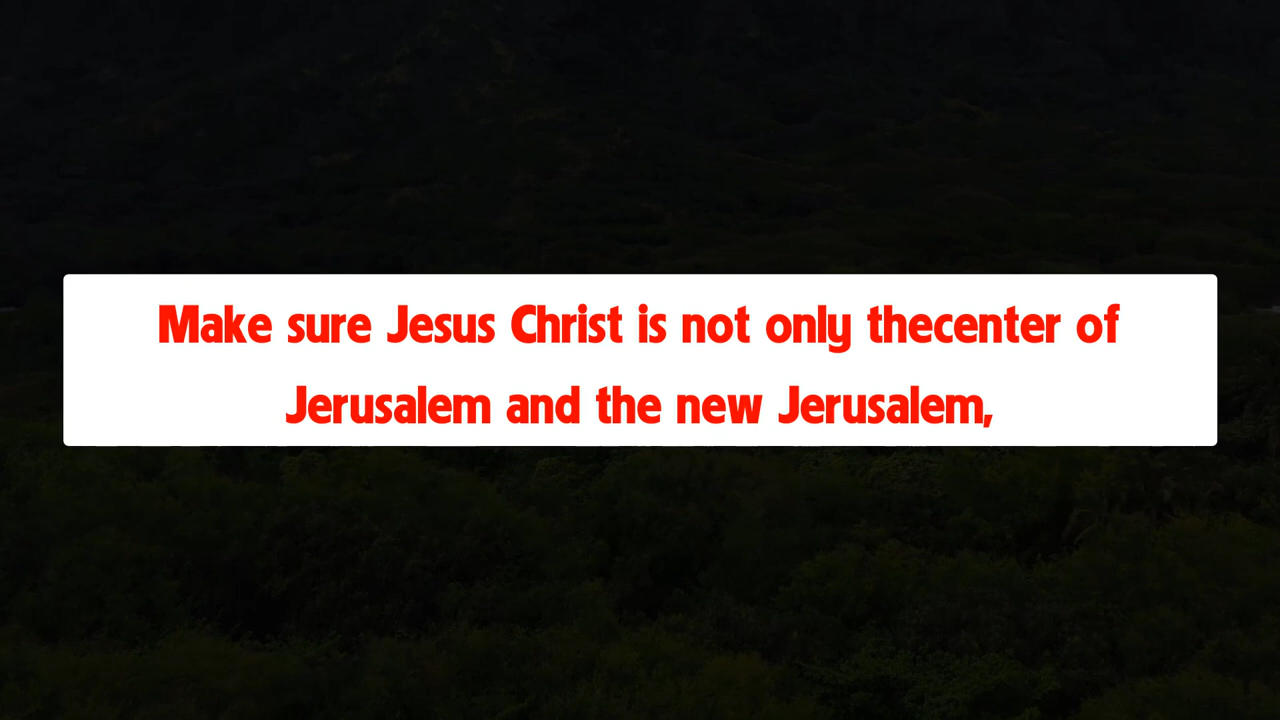 Make sure Jesus Christ is not only thecenter of
Jerusalem and the new Jerusalem,